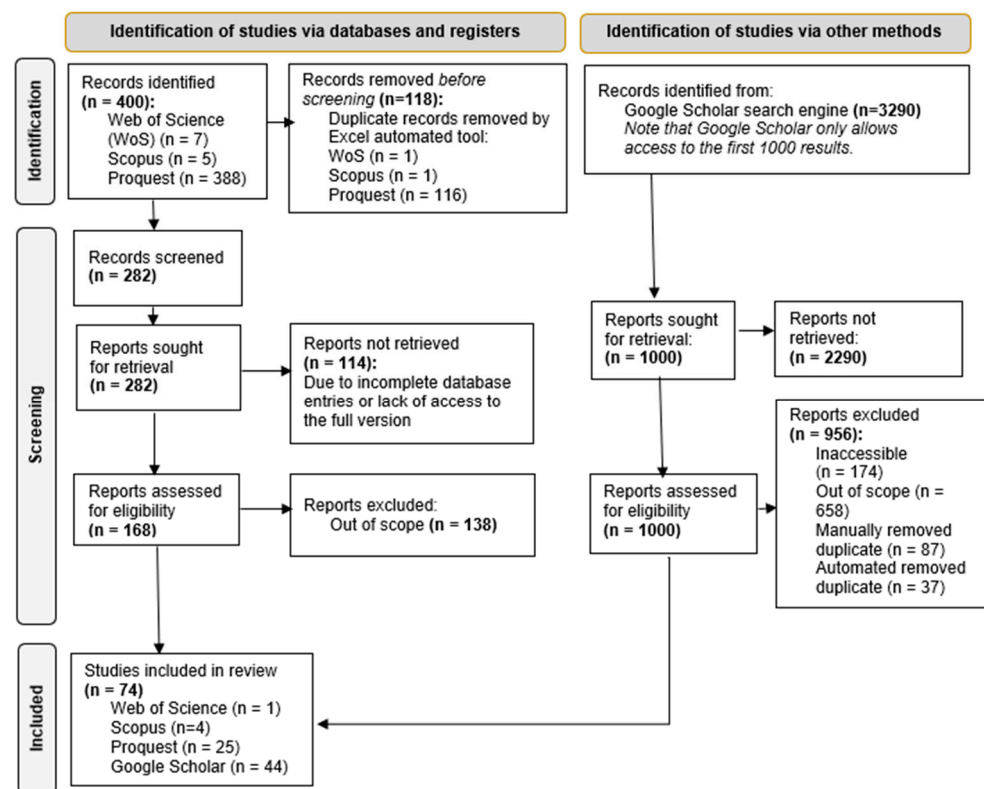 Identification of studies via databases and registers
Identification of studies via other methods
Identification
Records identified
(n = 400):
Web of Science
(WoS) (n = 7)
Scopus (n = 5)
Proquest (n = 388)
Records removed before
screening (n=118):
Duplicate records removed by
Excel automated tool:
WoS (n = 1)
Scopus (n = 1)
Proquest (n = 116)
Records identified from:
Google Scholar search engine (n=3290)
Note that Google Scholar only allows
access to the first 1000 results.
Screening
Records screened
(n = 282)
Reports sought
for retrieval
(n = 282)
Reports not retrieved
(n = 114):
Due to incomplete database
entries or lack of access to
the full version
Reports sought
for retrieval:
(n = 1000)
Reports not
retrieved:
(n = 2290)
Reports assessed
for eligibility
(n = 168)
Reports excluded:
Out of scope (n = 138)
Reports assessed
for eligibility
(n = 1000)
Reports excluded
(n = 956):
Inaccessible
(n = 174)
Out of scope (n =
658)
Manually removed
duplicate (n = 87)
Automated removed
duplicate (n = 37)
Included
Studies included in review
(n = 74)
Web of Science (n = 1)
Scopus (n=4)
Proquest (n = 25)
Google Scholar (n = 44)